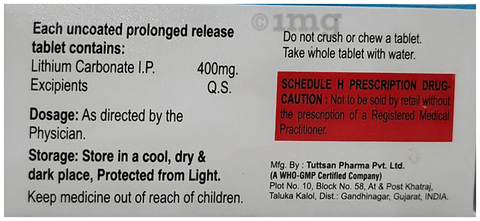 1mg
Each uncoated prolonged release
tablet contains:
Lithium Carbonate I.P. 400mg.
Excipients Q.S.
Dosage: As directed by the
Physician.
Storage: Store in a cool, dry &
dark place, Protected from Light.
Keep medicine out of reach of children.
Do not crush or chew a tablet.
Take whole tablet with water.
SCHEDULE H PRESCRIPTION DRUG-
CAUTION : Not to be sold by retail without
the prescription of a Registered Medical
Practitioner.
Mfg. By : Tuttsan Pharma Pvt. Ltd.
(A WHO-GMP Certified Company)
Plot No. 10, Block No. 58, At & Post Khatraj,
Taluka Kalol, Dist.: Gandhinagar, Gujarat, INDIA.